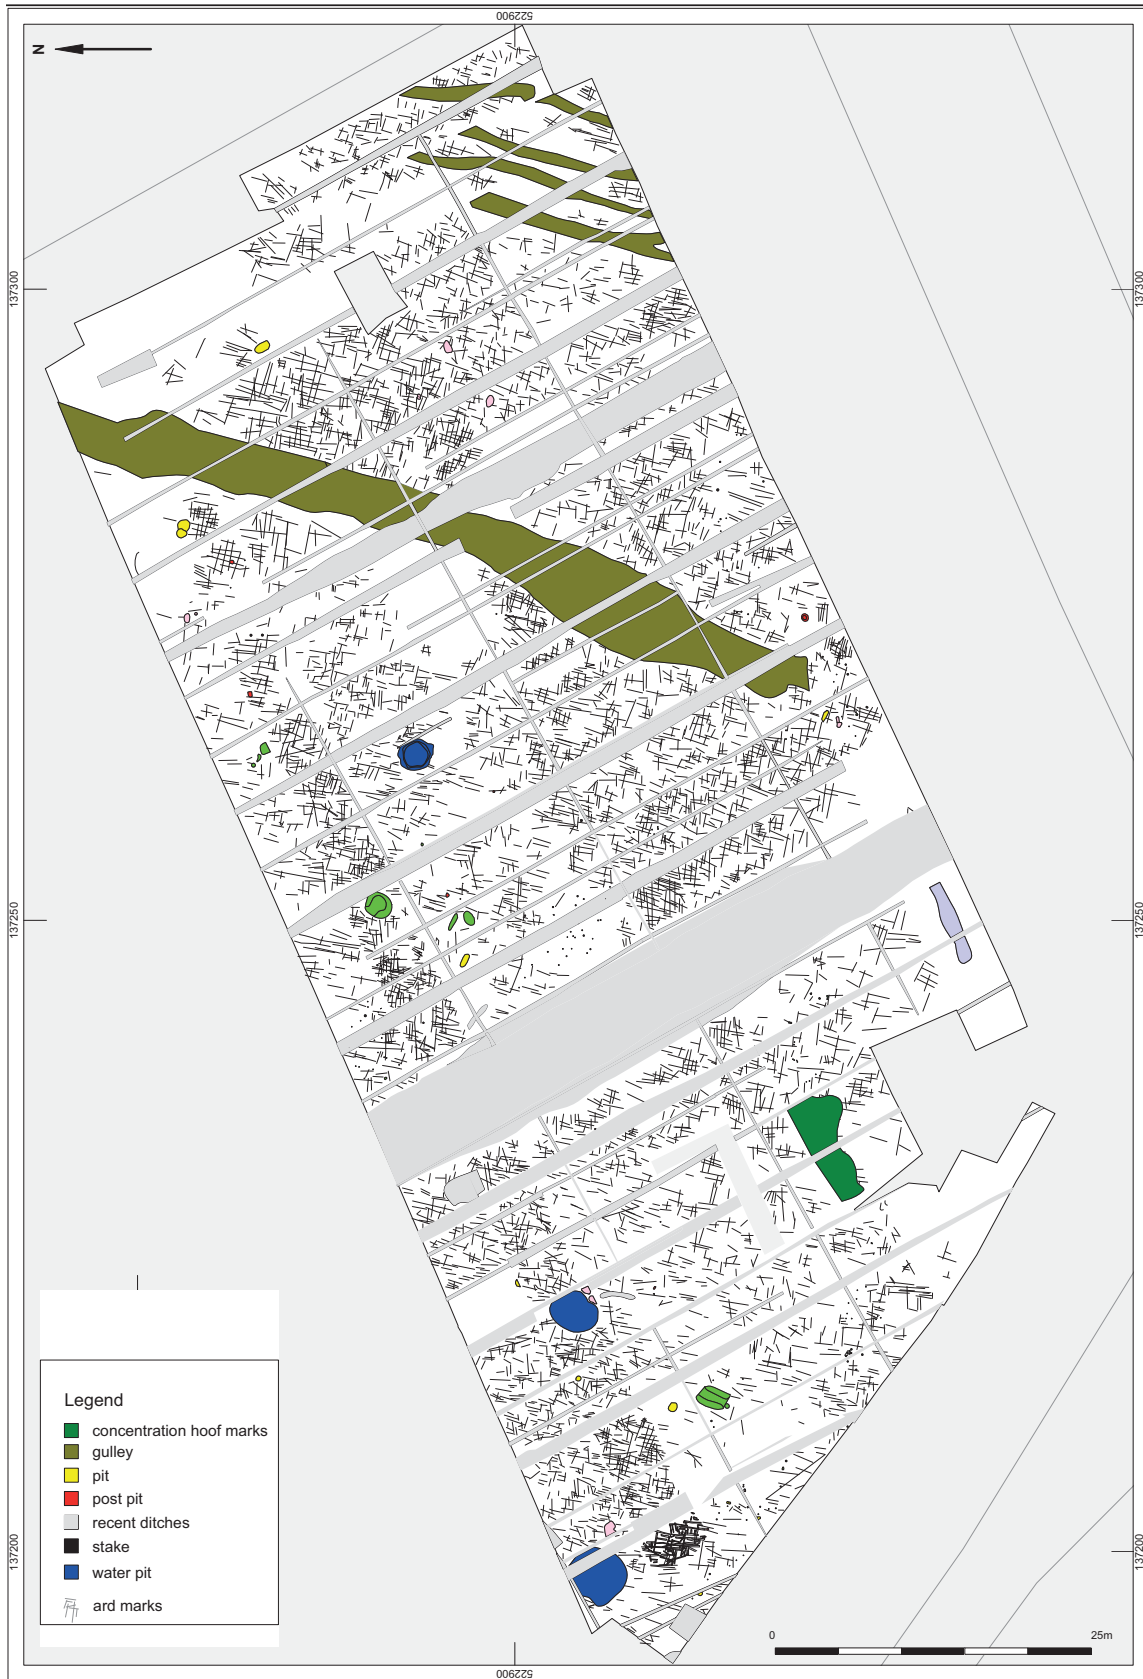 522900
N
137300
137300
137250
137250
Legend
concentration hoof marks
gulley
pit
post pit
recent ditches
stake
water pit
ard marks
137200
137200
0 25m
522900